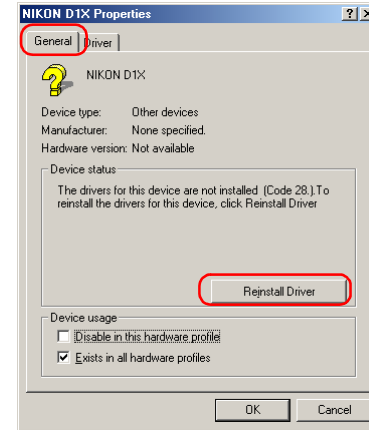 NIKON D1X Properties
General Driver
NIKON D1X
Device type: Other devices
Manufacturer: None specified.
Hardware version: Not available
Device status
The drivers for this device are not installed (Code 28.).To
reinstall the drivers for this device, click Reinstall Driver
Reinstall Driver
Device usage
Disable in this hardware profile
Exists in all hardware profiles
OK Cancel